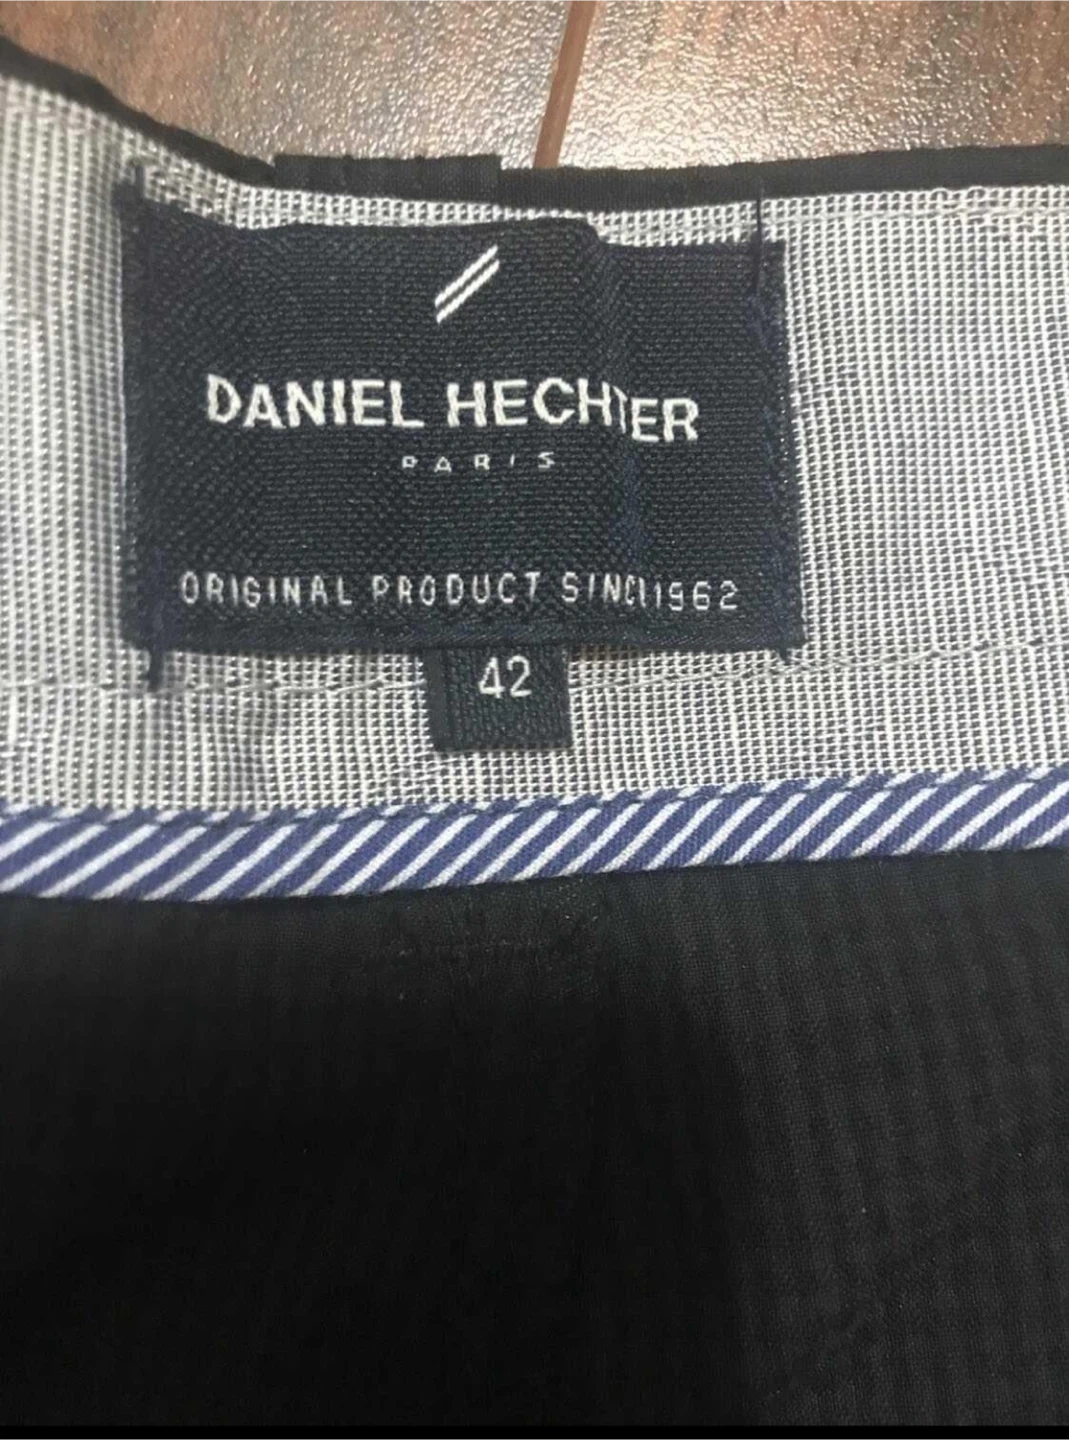 DANIEL HECHTER
PARIS
ORIGINAL PRODUCT SINCE 1962
42